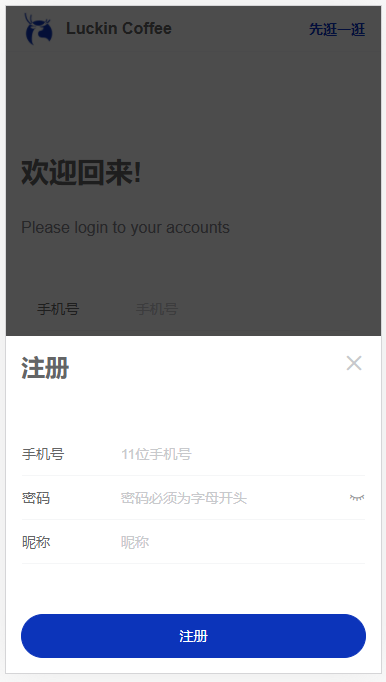 Luckin Coffee 先逛一逛
欢迎回来!
Please login to your accounts
手机号 手机号
注册
手机号 11位手机号
密码 密码必须为字母开头
昵称 昵称
注册